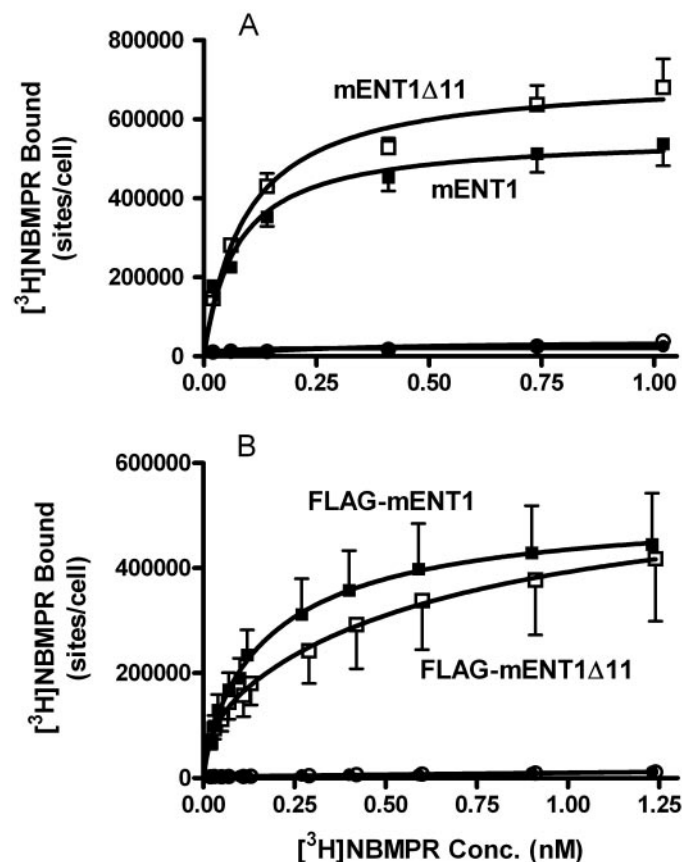 A
800000
600000
400000
200000
0
[³H]NBMPR Bound
(sites/cell)
mENT1Δ11
mENT1
0.00 0.25 0.50 0.75 1.00
B
600000
400000
200000
0
[³H]NBMPR Bound
(sites/cell)
FLAG-mENT1
FLAG-mENT1Δ11
0.00 0.25 0.50 0.75 1.00 1.25
[³H]NBMPR Conc. (nM)